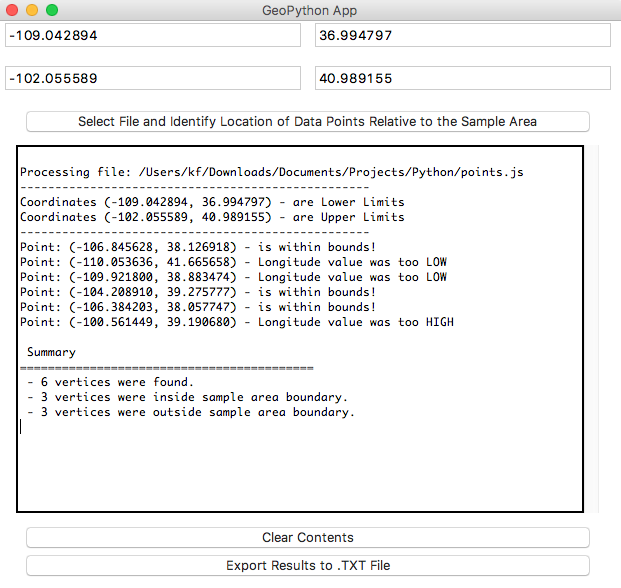 GeoPython App
-109.042894 36.994797
-102.055589 40.989155
Select File and Identify Location of Data Points Relative to the Sample Area
Processing file: /Users/kf/Downloads/Documents/Projects/Python/points.js
--------------------------------------------------
Coordinates (-109.042894, 36.994797) - are Lower Limits
Coordinates (-102.055589, 40.989155) - are Upper Limits
--------------------------------------------------
Point: (-106.845628, 38.126918) - is within bounds!
Point: (-110.053636, 41.665658) - Longitude value was too LOW
Point: (-109.921800, 38.883474) - Longitude value was too LOW
Point: (-104.208910, 39.275777) - is within bounds!
Point: (-106.384203, 38.057747) - is within bounds!
Point: (-100.561449, 39.190680) - Longitude value was too HIGH
Summary
==========================================
- 6 vertices were found.
- 3 vertices were inside sample area boundary.
- 3 vertices were outside sample area boundary.
Clear Contents
Export Results to .TXT File